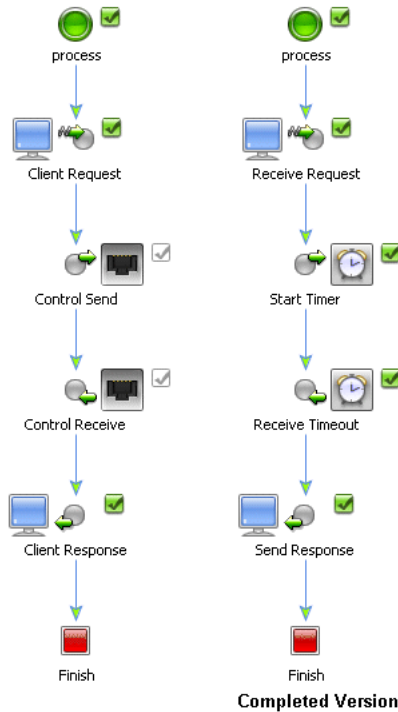 process
Client Request
Control Send
Control Receive
Client Response
Finish
process
Receive Request
Start Timer
Receive Timeout
Send Response
Finish
Completed Version